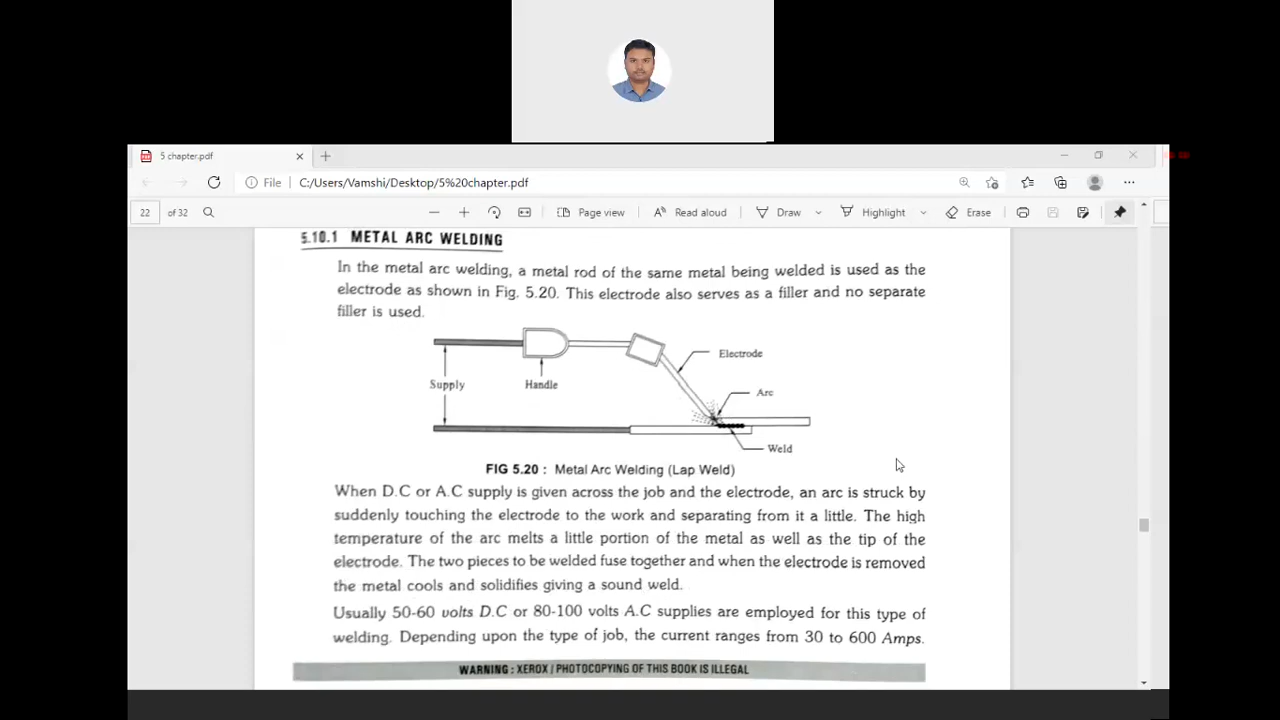 5 chapter.pdf
File C:/Users/Vamshi/Desktop/5%20chapter.pdf
22 of 32 Page view Read aloud Draw Highlight Erase
5.10.1 METAL ARC WELDING
In the metal arc welding, a metal rod of the same metal being welded is used as the
electrode as shown in Fig. 5.20. This electrode also serves as a filler and no separate
filler is used.
Electrode
Supply
Handle
Arc
Weld
FIG 5.20 : Metal Arc Welding (Lap Weld)
When D.C or A.C supply is given across the job and the electrode, an arc is struck by
suddenly touching the electrode to the work and separating from it a little. The high
temperature of the arc melts a little portion of the metal as well as the tip of the
electrode. The two pieces to be welded fuse together and when the electrode is removed
the metal cools and solidifies giving a sound weld.
Usually 50-60 volts D.C or 80-100 volts A.C supplies are employed for this type of
welding. Depending upon the type of job, the current ranges from 30 to 600 Amps.
WARNING : XEROX / PHOTOCOPYING OF THIS BOOK IS ILLEGAL